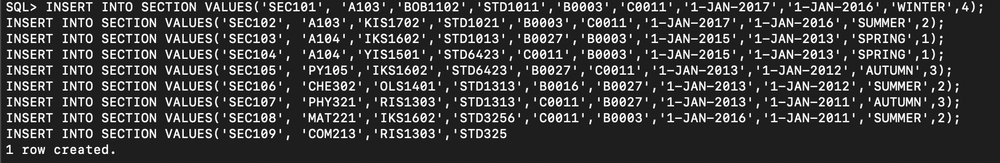 SQL> INSERT INTO SECTION VALUES('SEC101', 'A103','BOB1102','STD1011','B0003','C0011','1-JAN-2017','1-JAN-2016','WINTER',4);
INSERT INTO SECTION VALUES('SEC102', 'A103','KIS1702','STD1021','B0003','C0011','1-JAN-2017','1-JAN-2016','SUMMER',2);
INSERT INTO SECTION VALUES('SEC103', 'A104','IKS1602','STD1013','B0027','B0003','1-JAN-2015','1-JAN-2013','SPRING',1);
INSERT INTO SECTION VALUES('SEC104', 'A104','YIS1501','STD6423','C0011','B0003','1-JAN-2015','1-JAN-2013','SPRING',1);
INSERT INTO SECTION VALUES('SEC105', 'PY105','IKS1602','STD6423','B0027','C0011','1-JAN-2013','1-JAN-2012','AUTUMN',3);
INSERT INTO SECTION VALUES('SEC106', 'CHE302','OLS1401','STD1313','B0016','B0027','1-JAN-2013','1-JAN-2012','SUMMER',2);
INSERT INTO SECTION VALUES('SEC107', 'PHY321','RIS1303','STD1313','C0011','B0027','1-JAN-2013','1-JAN-2011','AUTUMN',3);
INSERT INTO SECTION VALUES('SEC108', 'MAT221','IKS1602','STD3256','C0011','B0003','1-JAN-2016','1-JAN-2011','SUMMER',2);
INSERT INTO SECTION VALUES('SEC109', 'COM213','RIS1303','STD325
1 row created.